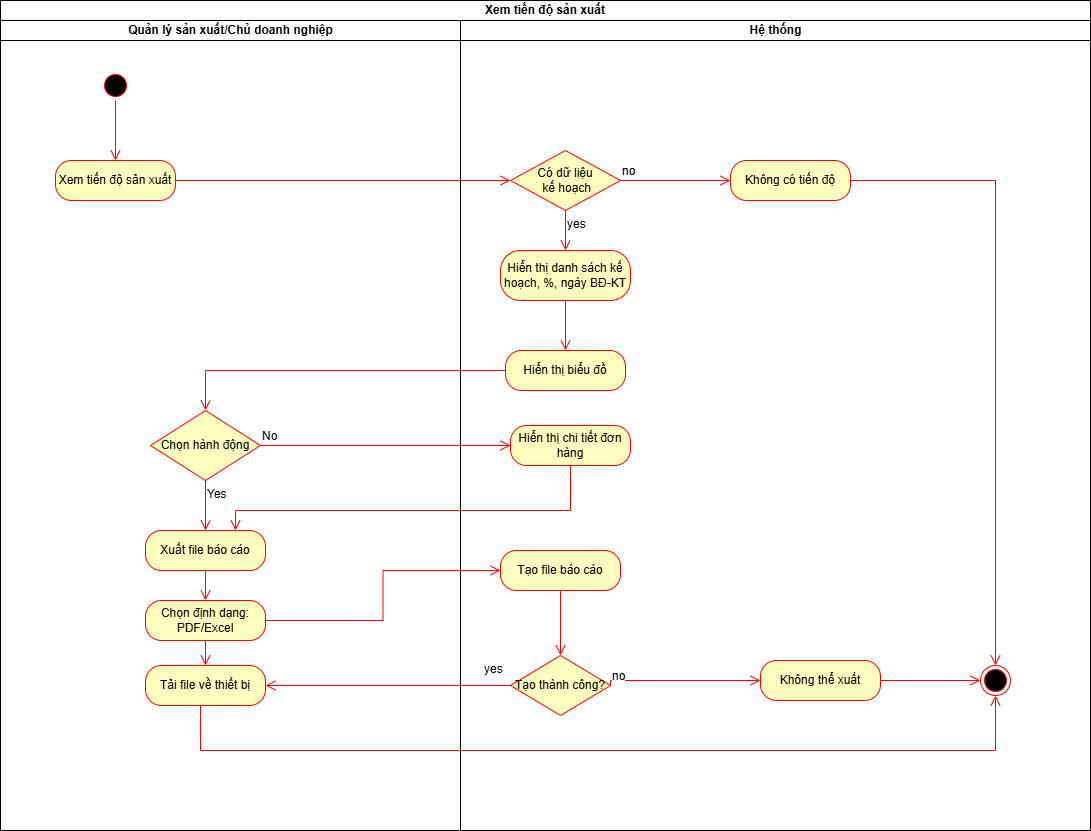 Xem tiến độ sản xuất
Quản lý sản xuất/Chủ doanh nghiệp
Hệ thống
Xem tiến độ sản xuất
Có dữ liệu
kế hoạch
no
Không có tiến độ
yes
Hiển thị danh sách kế
hoạch, %, ngày BĐ-KT
Hiển thị biểu đồ
Chọn hành động
No
Hiển thị chi tiết đơn
hàng
Yes
Xuất file báo cáo
Tạo file báo cáo
Chọn định dạng:
PDF/Excel
Tải file về thiết bị
yes
Tạo thành công?
no
Không thể xuất